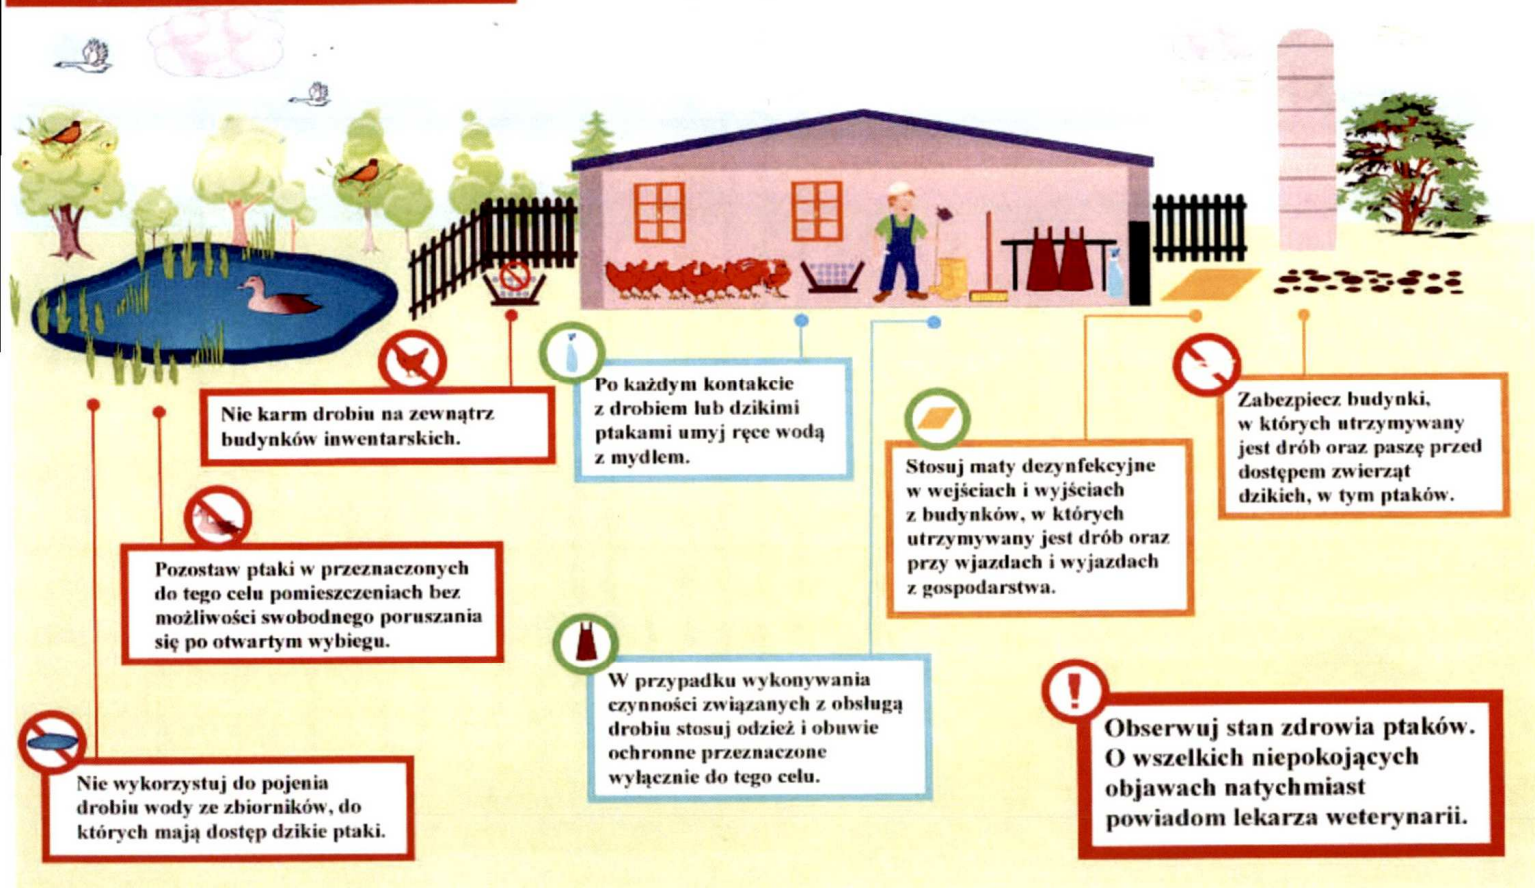 Nie karm drobiu na zewnątrz
budynków inwentarskich.
Po każdym kontakcie
z drobiem lub dzikimi
ptakami umyj ręce wodą
z mydłem.
Stosuj maty dezynfekcyjne
w wejściach i wyjściach
z budynków, w których
utrzymywany jest drób oraz
przy wjazdach i wyjazdach
z gospodarstwa.
Zabezpiecz budynki,
w których utrzymywany
jest drób oraz paszę przed
dostępem zwierząt
dzikich, w tym ptaków.
Pozostaw ptaki w przeznaczonych
do tego celu pomieszczeniach bez
możliwości swobodnego poruszania
się po otwartym wybiegu.
W przypadku wykonywania
czynności związanych z obsługą
drobiu stosuj odzież i obuwie
ochronne przeznaczone
wyłącznie do tego celu.
Nie wykorzystuj do pojenia
drobiu wody ze zbiorników, do
których mają dostęp dzikie ptaki.
!
Obserwuj stan zdrowia ptaków.
O wszelkich niepokojących
objawach natychmiast
powiadom lekarza weterynarii.